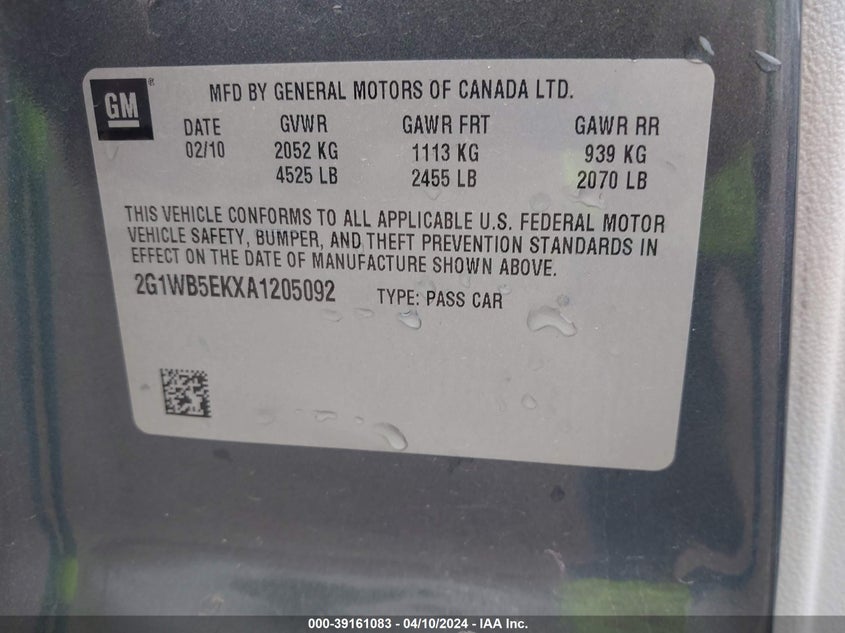 GM®
MFD BY GENERAL MOTORS OF CANADA LTD.
DATE GVWR GAWR FRT GAWR RR
02/10 2052 KG 1113 KG 939 KG
4525 LB 2455 LB 2070 LB
THIS VEHICLE CONFORMS TO ALL APPLICABLE U.S. FEDERAL MOTOR
VEHICLE SAFETY, BUMPER, AND THEFT PREVENTION STANDARDS IN
EFFECT ON THE DATE OF MANUFACTURE SHOWN ABOVE.
2G1WB5EKXA1205092 TYPE: PASS CAR
000-39161083 - 04/10/2024 - IAA Inc.